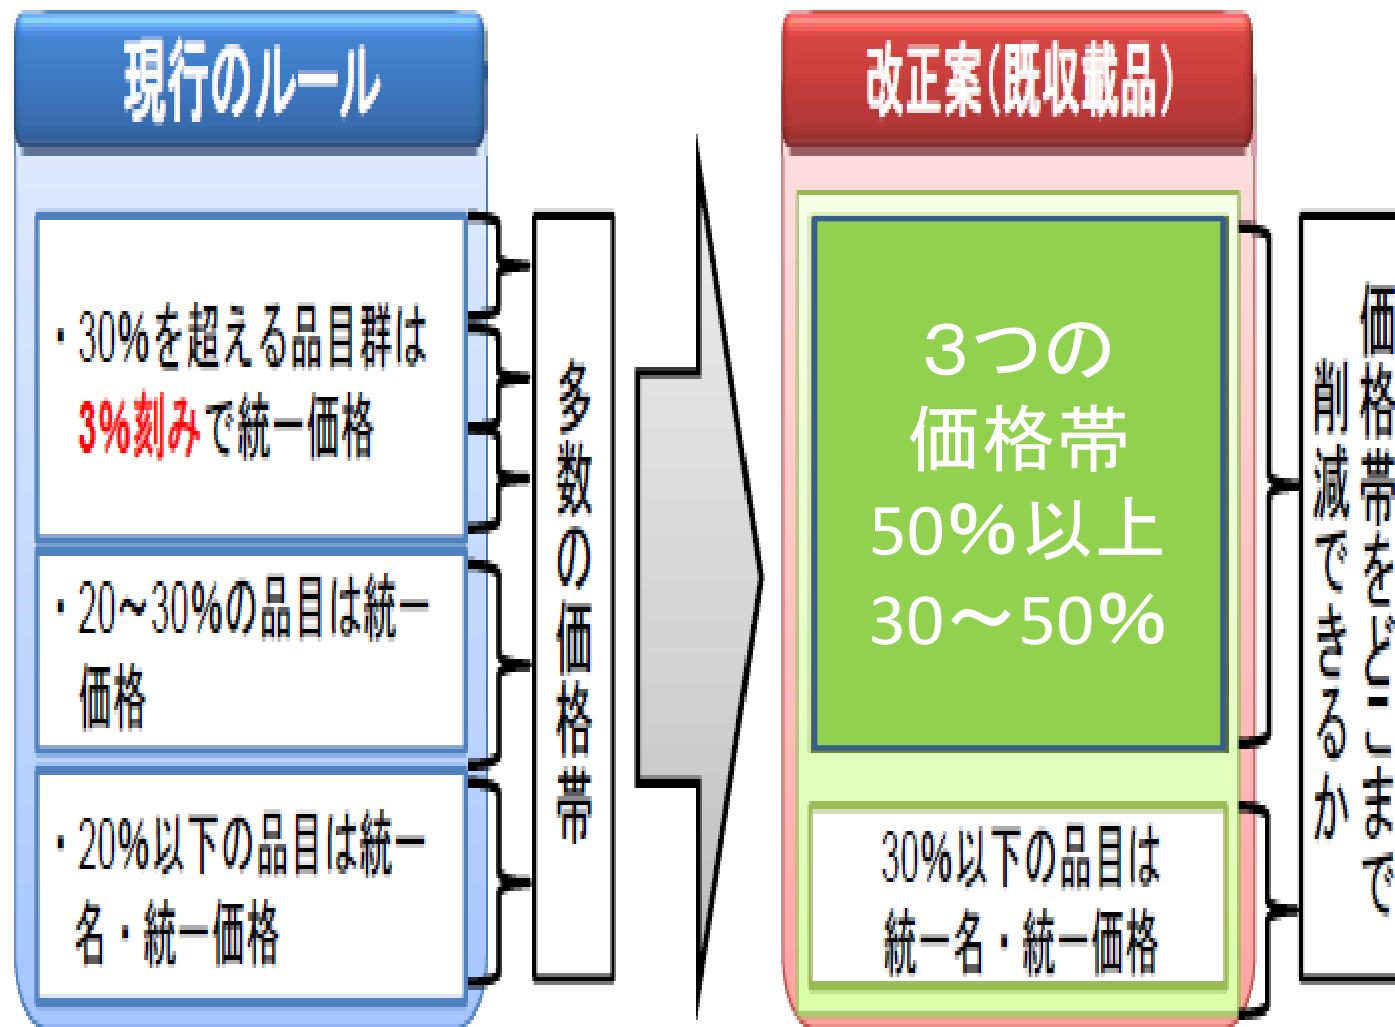 現行のルール
・30%を超える品目群は
3%刻みで統一価格
・20～30%の品目は統一
価格
・20%以下の品目は統一
名・統一価格
多数の価格帯
改正案(既収載品)
３つの
価格帯
50％以上
30～50％
30%以下の品目は
統一名・統一価格
価格帯をどこまで
削減できるか